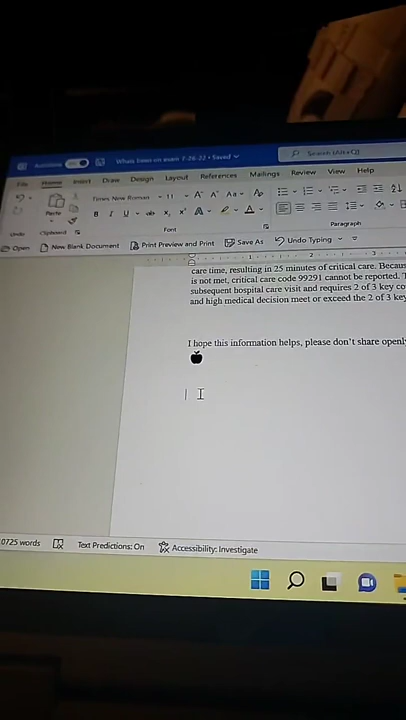 Whats been on exam 7-26-22 • Saved
Search (Alt+Q)
File Home Insert Draw Design Layout References Mailings Review View Help
Times New Roman 11
Paste
Undo Clipboard Font Paragraph
Open New Blank Document Print Preview and Print Save As Undo Typing
care time, resulting in 25 minutes of critical care.
is not met, critical care code 99291 cannot be reported.
subsequent hospital care visit and requires 2 of 3 key
and high medical decision meet or exceed the 2 of 3 key
I hope this information helps, please don't share
0725 words Text Predictions: On Accessibility: Investigate